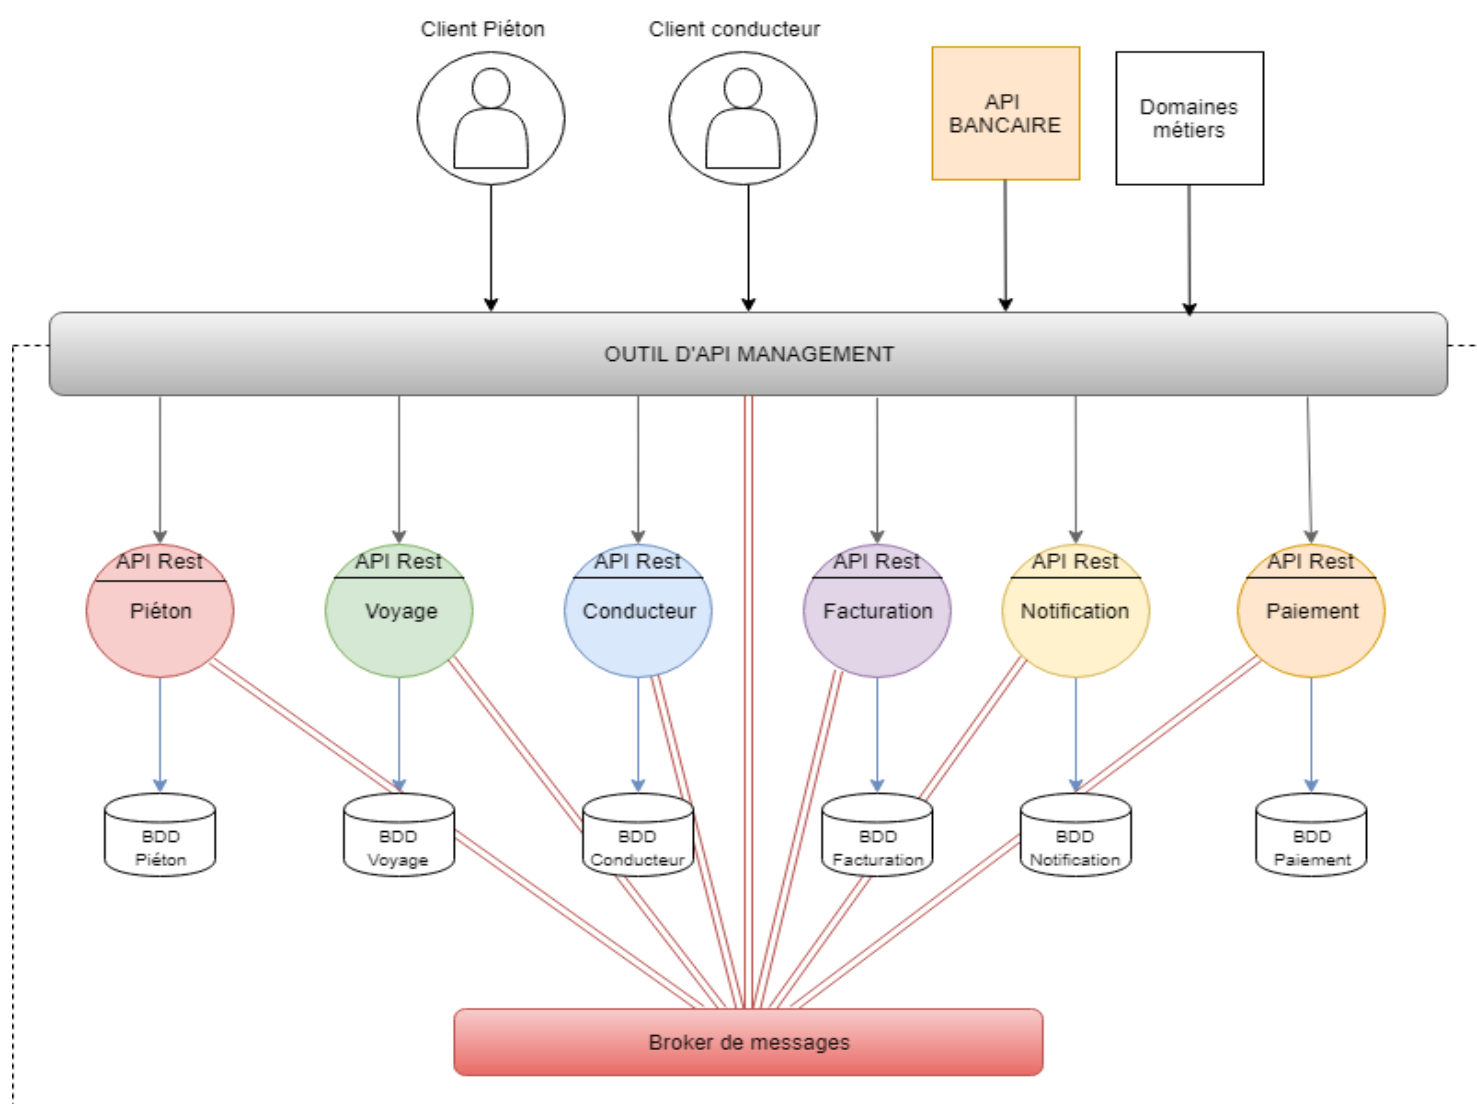 Client Piéton
Client conducteur
API
BANCAIRE
Domaines
métiers
OUTIL D'API MANAGEMENT
API Rest
Piéton
API Rest
Voyage
API Rest
Conducteur
API Rest
Facturation
API Rest
Notification
API Rest
Paiement
BDD
Piéton
BDD
Voyage
BDD
Conducteur
BDD
Facturation
BDD
Notification
BDD
Paiement
Broker de messages